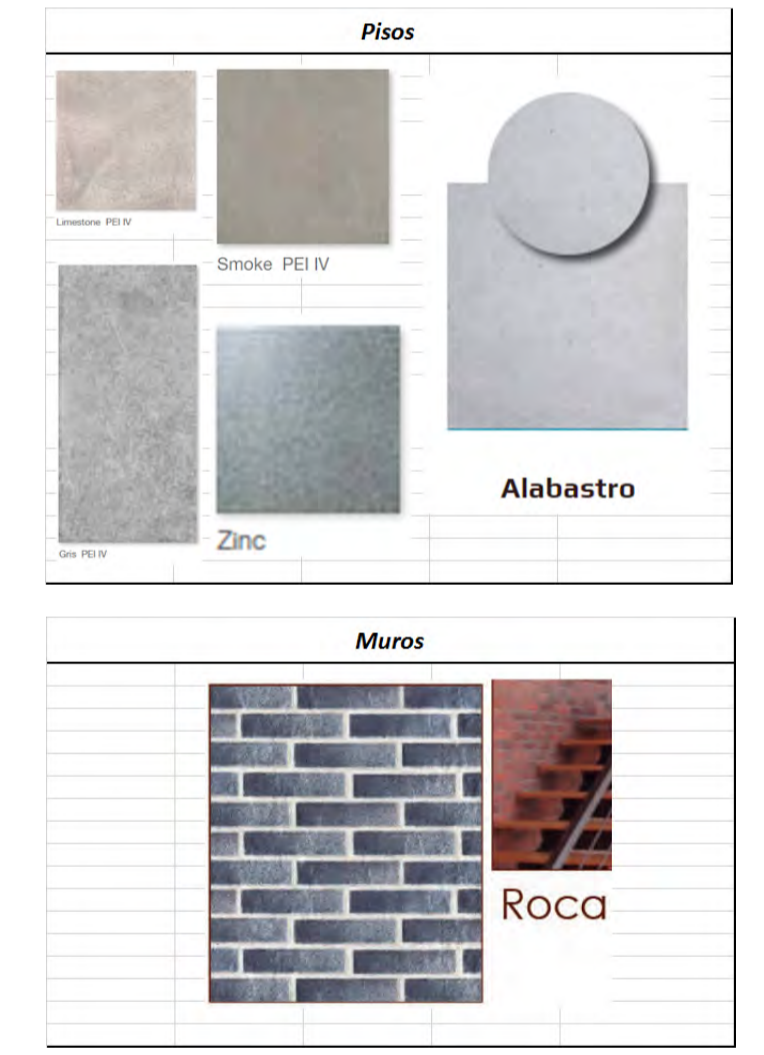 Pisos
Limestone PEI IV
Smoke PEI IV
Gris PEI IV
Zinc
Alabastro
Muros
Roca